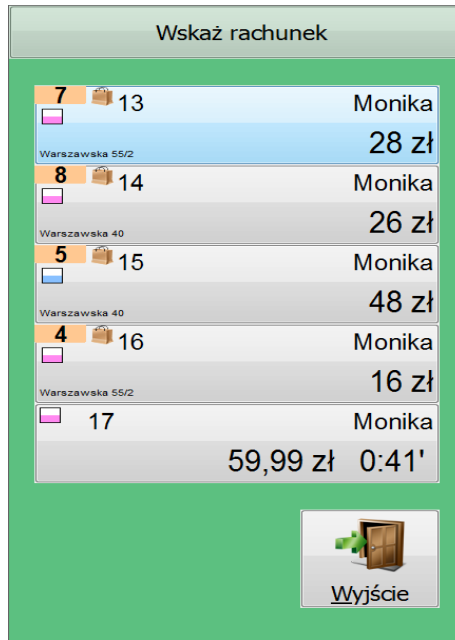 Wskaż rachunek
7 13 Monika
28 zł
Warszawska 55/2
8 14 Monika
26 zł
Warszawska 40
5 15 Monika
48 zł
Warszawska 40
4 16 Monika
16 zł
Warszawska 55/2
17 Monika
59,99 zł 0:41'
Wyjście